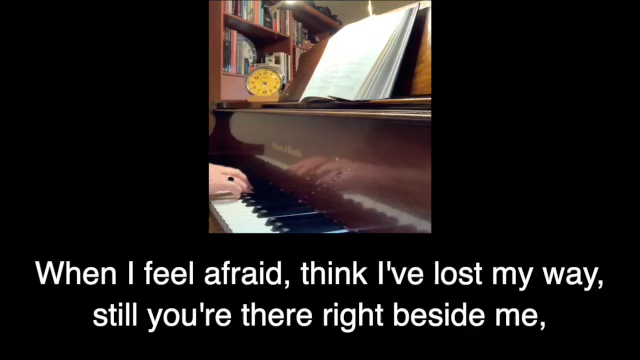 When I feel afraid, think I've lost my way,
still you're there right beside me,